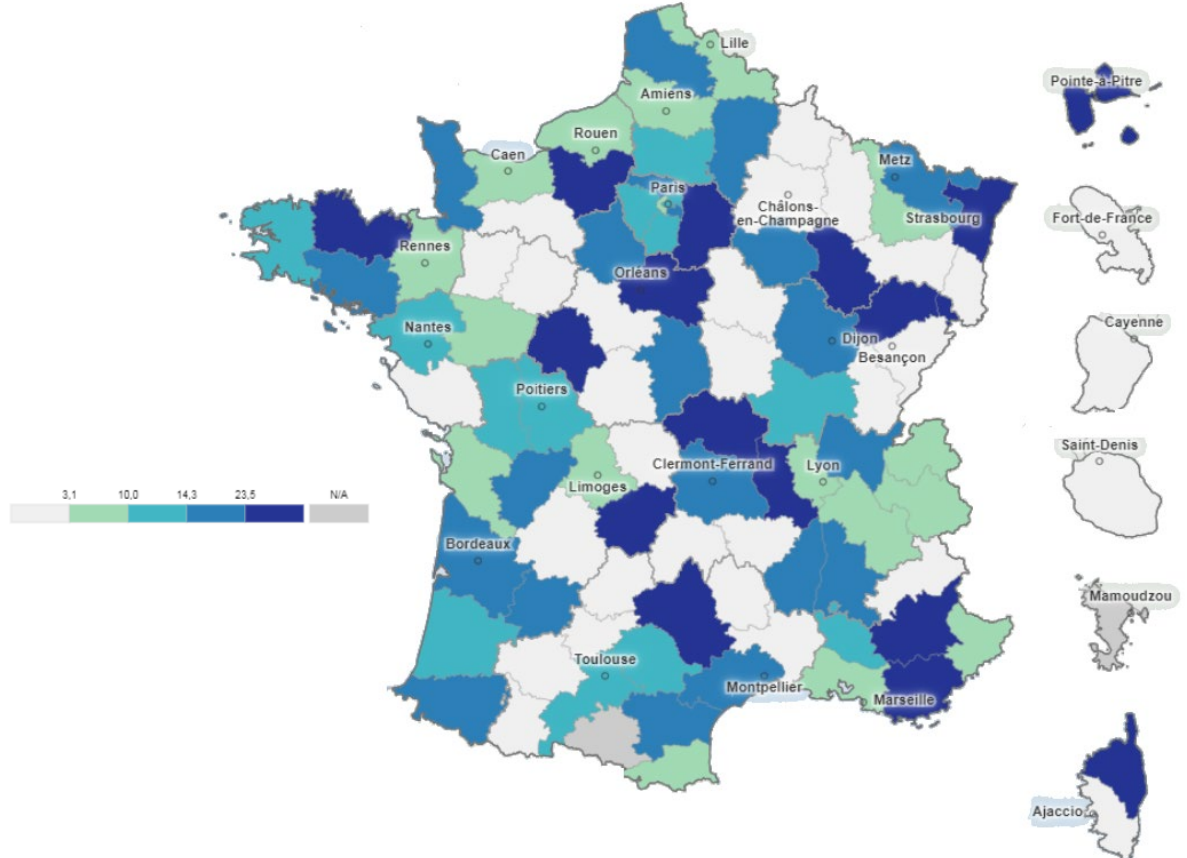 Lille
Pointe-à-Pitre
Amiens
Rouen
Caen
Metz
Paris
Châlons-
en-Champagne
Strasbourg
Fort-de-France
Rennes
Orléans
Cayenne
Nantes
Dijon
Besançon
Poitiers
Saint-Denis
Clermont-Ferrand
Lyon
Limoges
3,1 10,0 14,3 23,5 N/A
Bordeaux
Mamoudzou
Toulouse
Montpellier
Marseille
Ajaccio